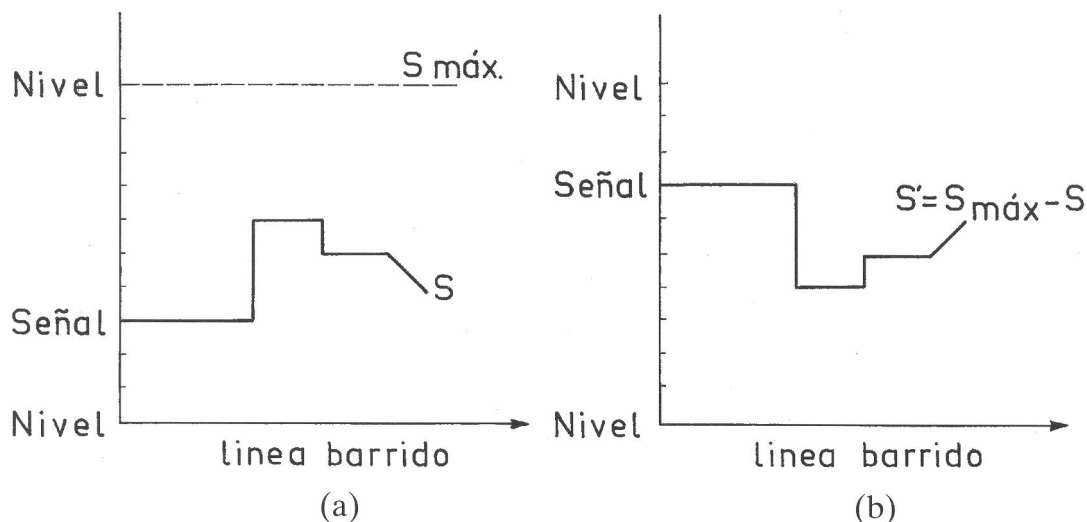 Nivel
S máx.
Señal
S
Nivel
linea barrido
(a)
Nivel
Señal
S'=S máx-S
Nivel
linea barrido
(b)